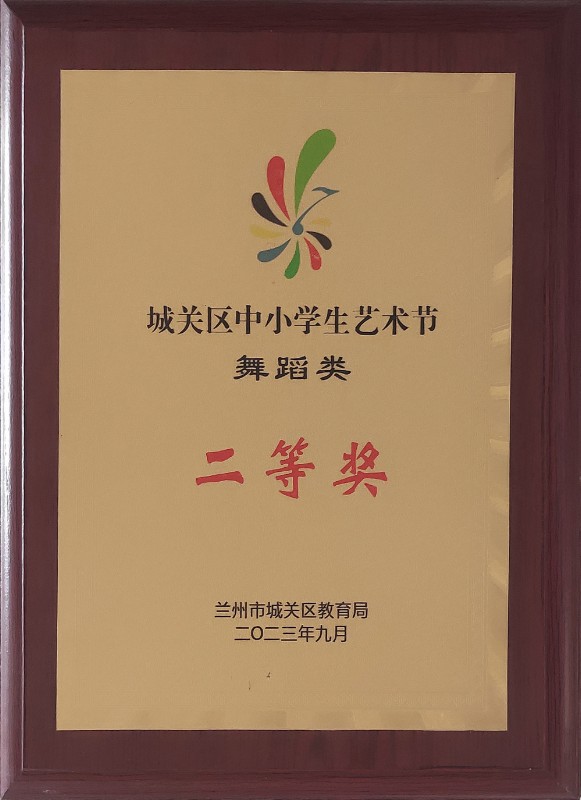 城关区中小学生艺术节
舞蹈类
二等奖
兰州市城关区教育局
二〇二三年九月